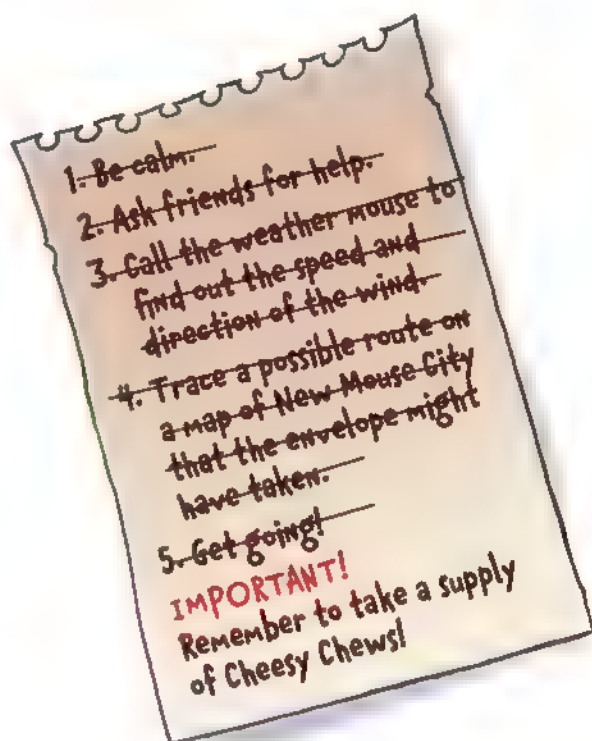 1. Be calm.
2. Ask friends for help.
3. Call the weather mouse to
find out the speed and
direction of the wind.
4. Trace a possible route on
a map of New Mouse City
that the envelope might
have taken.
5. Get going!
IMPORTANT!
Remember to take a supply
of Cheesy Chews!